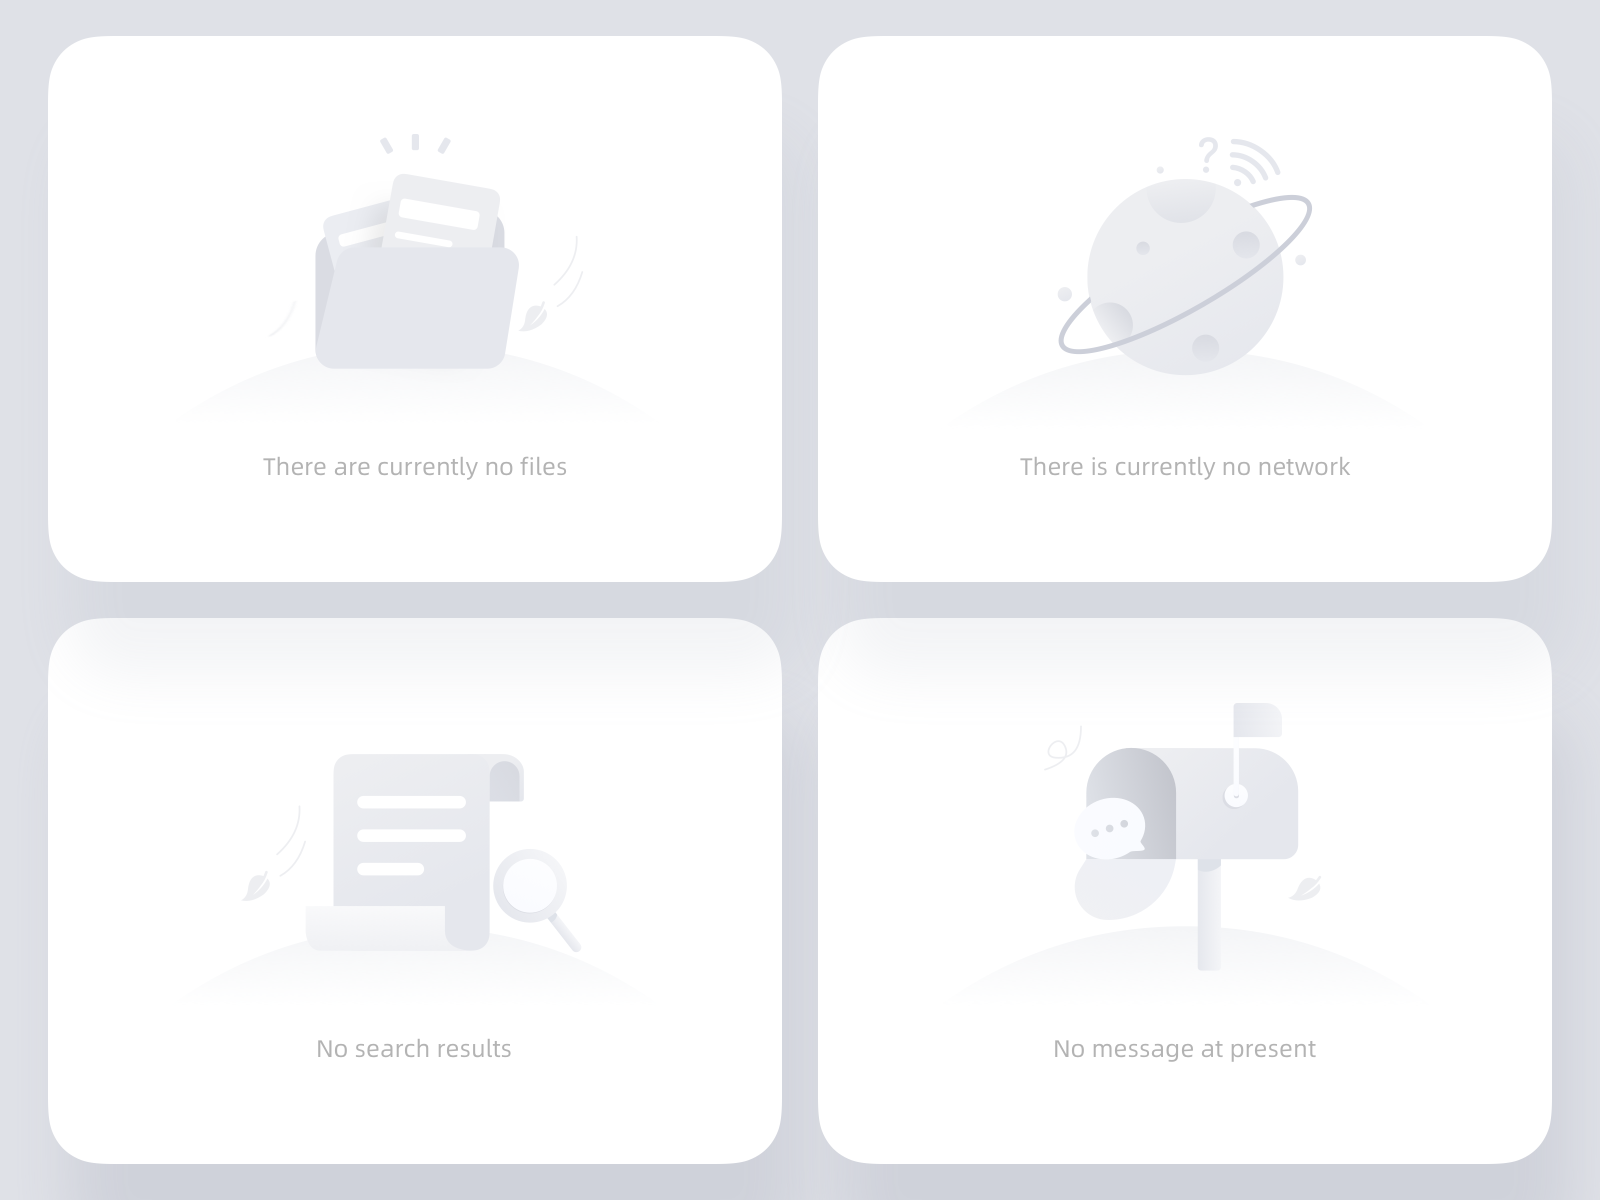 There are currently no files
There is currently no network
No search results
No message at present